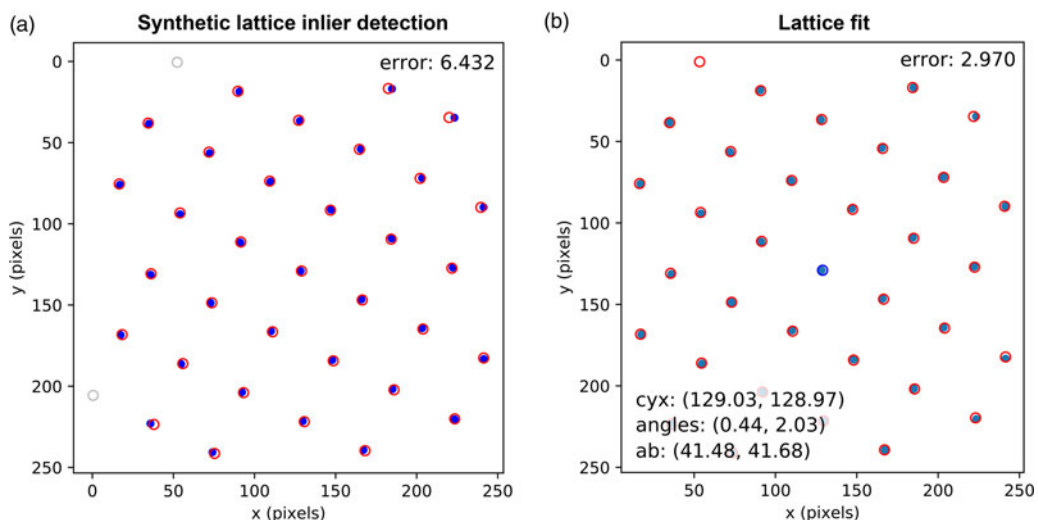 (a) Synthetic lattice inlier detection
error: 6.432
0
50
100
150
200
250
y (pixels)
0 50 100 150 200 250
x (pixels)
(b) Lattice fit
error: 2.970
0
50
100
150
200
250
y (pixels)
cyx: (129.03, 128.97)
angles: (0.44, 2.03)
ab: (41.48, 41.68)
50 100 150 200 250
x (pixels)